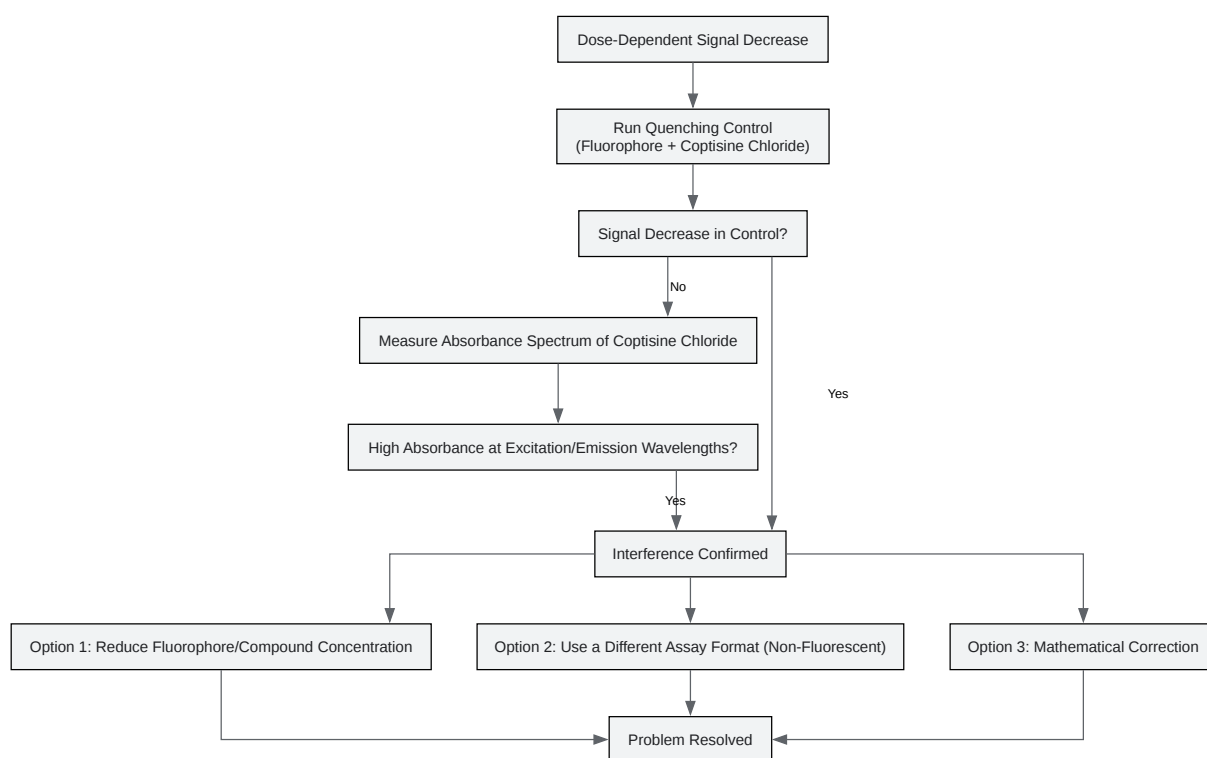 Dose-Dependent Signal Decrease
Run Quenching Control
(Fluorophore + Coptisine Chloride)
Signal Decrease in Control?
No
Measure Absorbance Spectrum of Coptisine Chloride
Yes
High Absorbance at Excitation/Emission Wavelengths?
Yes
Interference Confirmed
Option 1: Reduce Fluorophore/Compound Concentration
Option 2: Use a Different Assay Format (Non-Fluorescent)
Option 3: Mathematical Correction
Problem Resolved